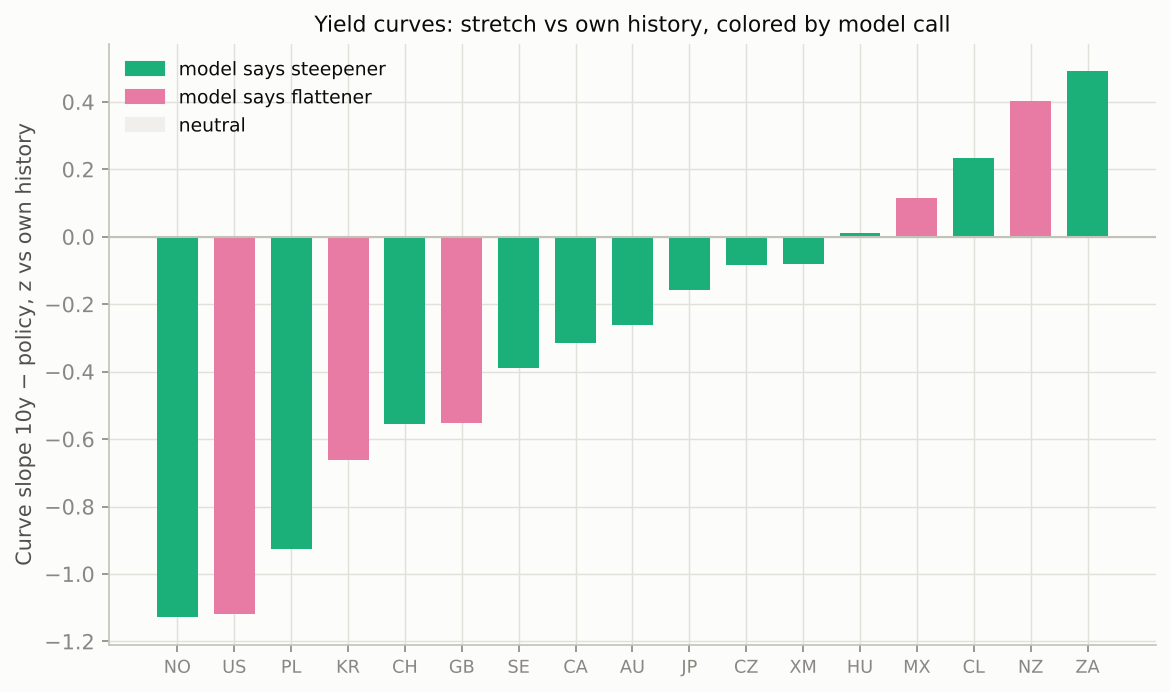 Yield curves: stretch vs own history, colored by model call
model says steepener
model says flattener
neutral
Curve slope 10y − policy, z vs own history
0.4
0.2
0.0
−0.2
−0.4
−0.6
−0.8
−1.0
−1.2
NO US PL KR CH GB SE CA AU JP CZ XM HU MX CL NZ ZA